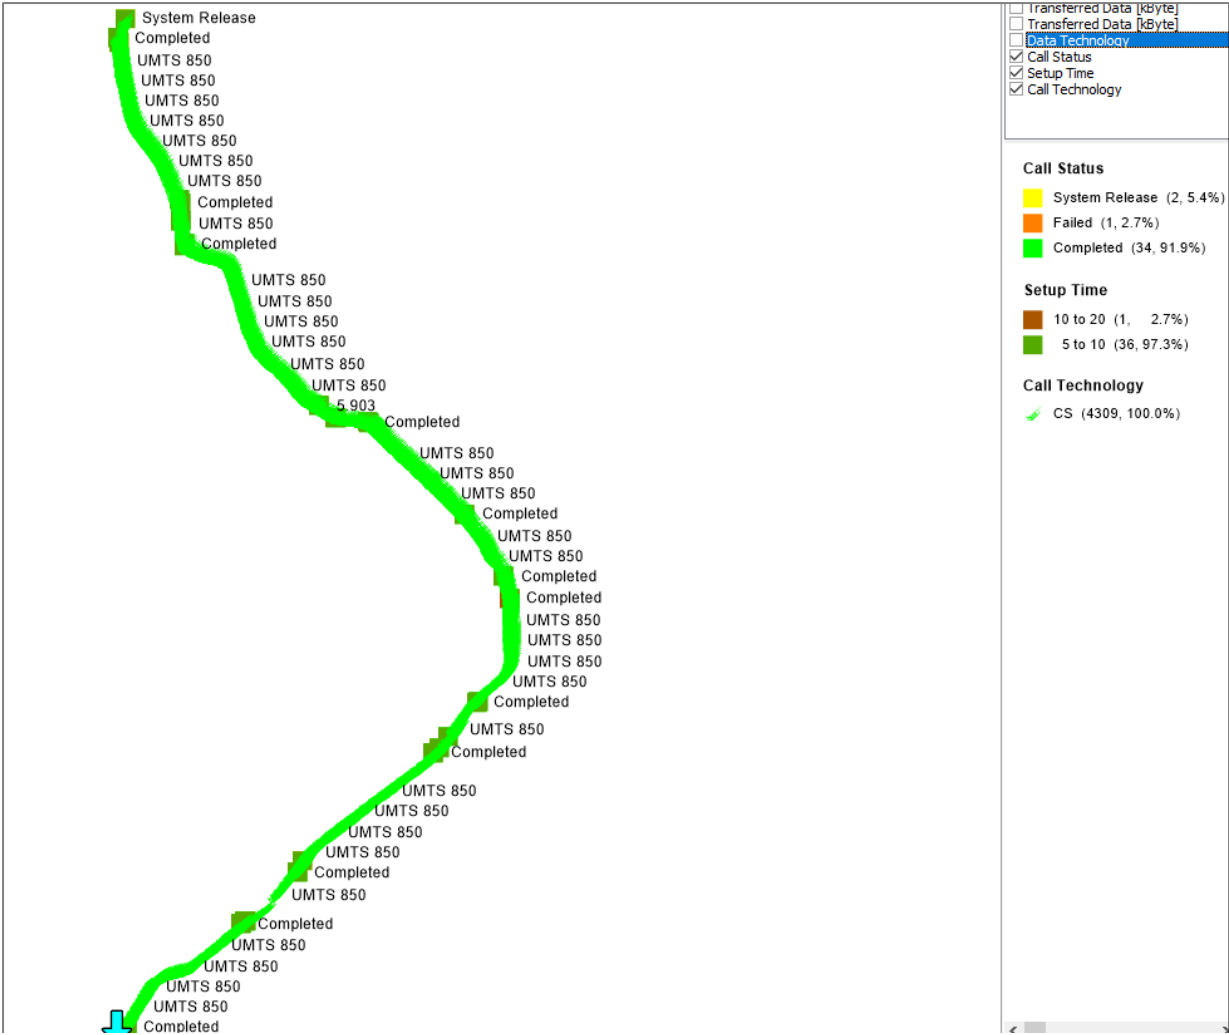 System Release
Completed
UMTS 850
UMTS 850
UMTS 850
UMTS 850
UMTS 850
UMTS 850
UMTS 850
Completed
UMTS 850
Completed
UMTS 850
UMTS 850
UMTS 850
UMTS 850
UMTS 850
UMTS 850
5.903
Completed
UMTS 850
UMTS 850
UMTS 850
Completed
UMTS 850
UMTS 850
Completed
Completed
UMTS 850
UMTS 850
UMTS 850
UMTS 850
Completed
UMTS 850
Completed
UMTS 850
UMTS 850
UMTS 850
UMTS 850
Completed
UMTS 850
Completed
UMTS 850
UMTS 850
UMTS 850
UMTS 850
Completed
Transferred Data [kByte]
Transferred Data [kByte]
Data Technology
Call Status
Setup Time
Call Technology
Call Status
System Release (2, 5.4%)
Failed (1, 2.7%)
Completed (34, 91.9%)
Setup Time
10 to 20 (1, 2.7%)
5 to 10 (36, 97.3%)
Call Technology
CS (4309, 100.0%)